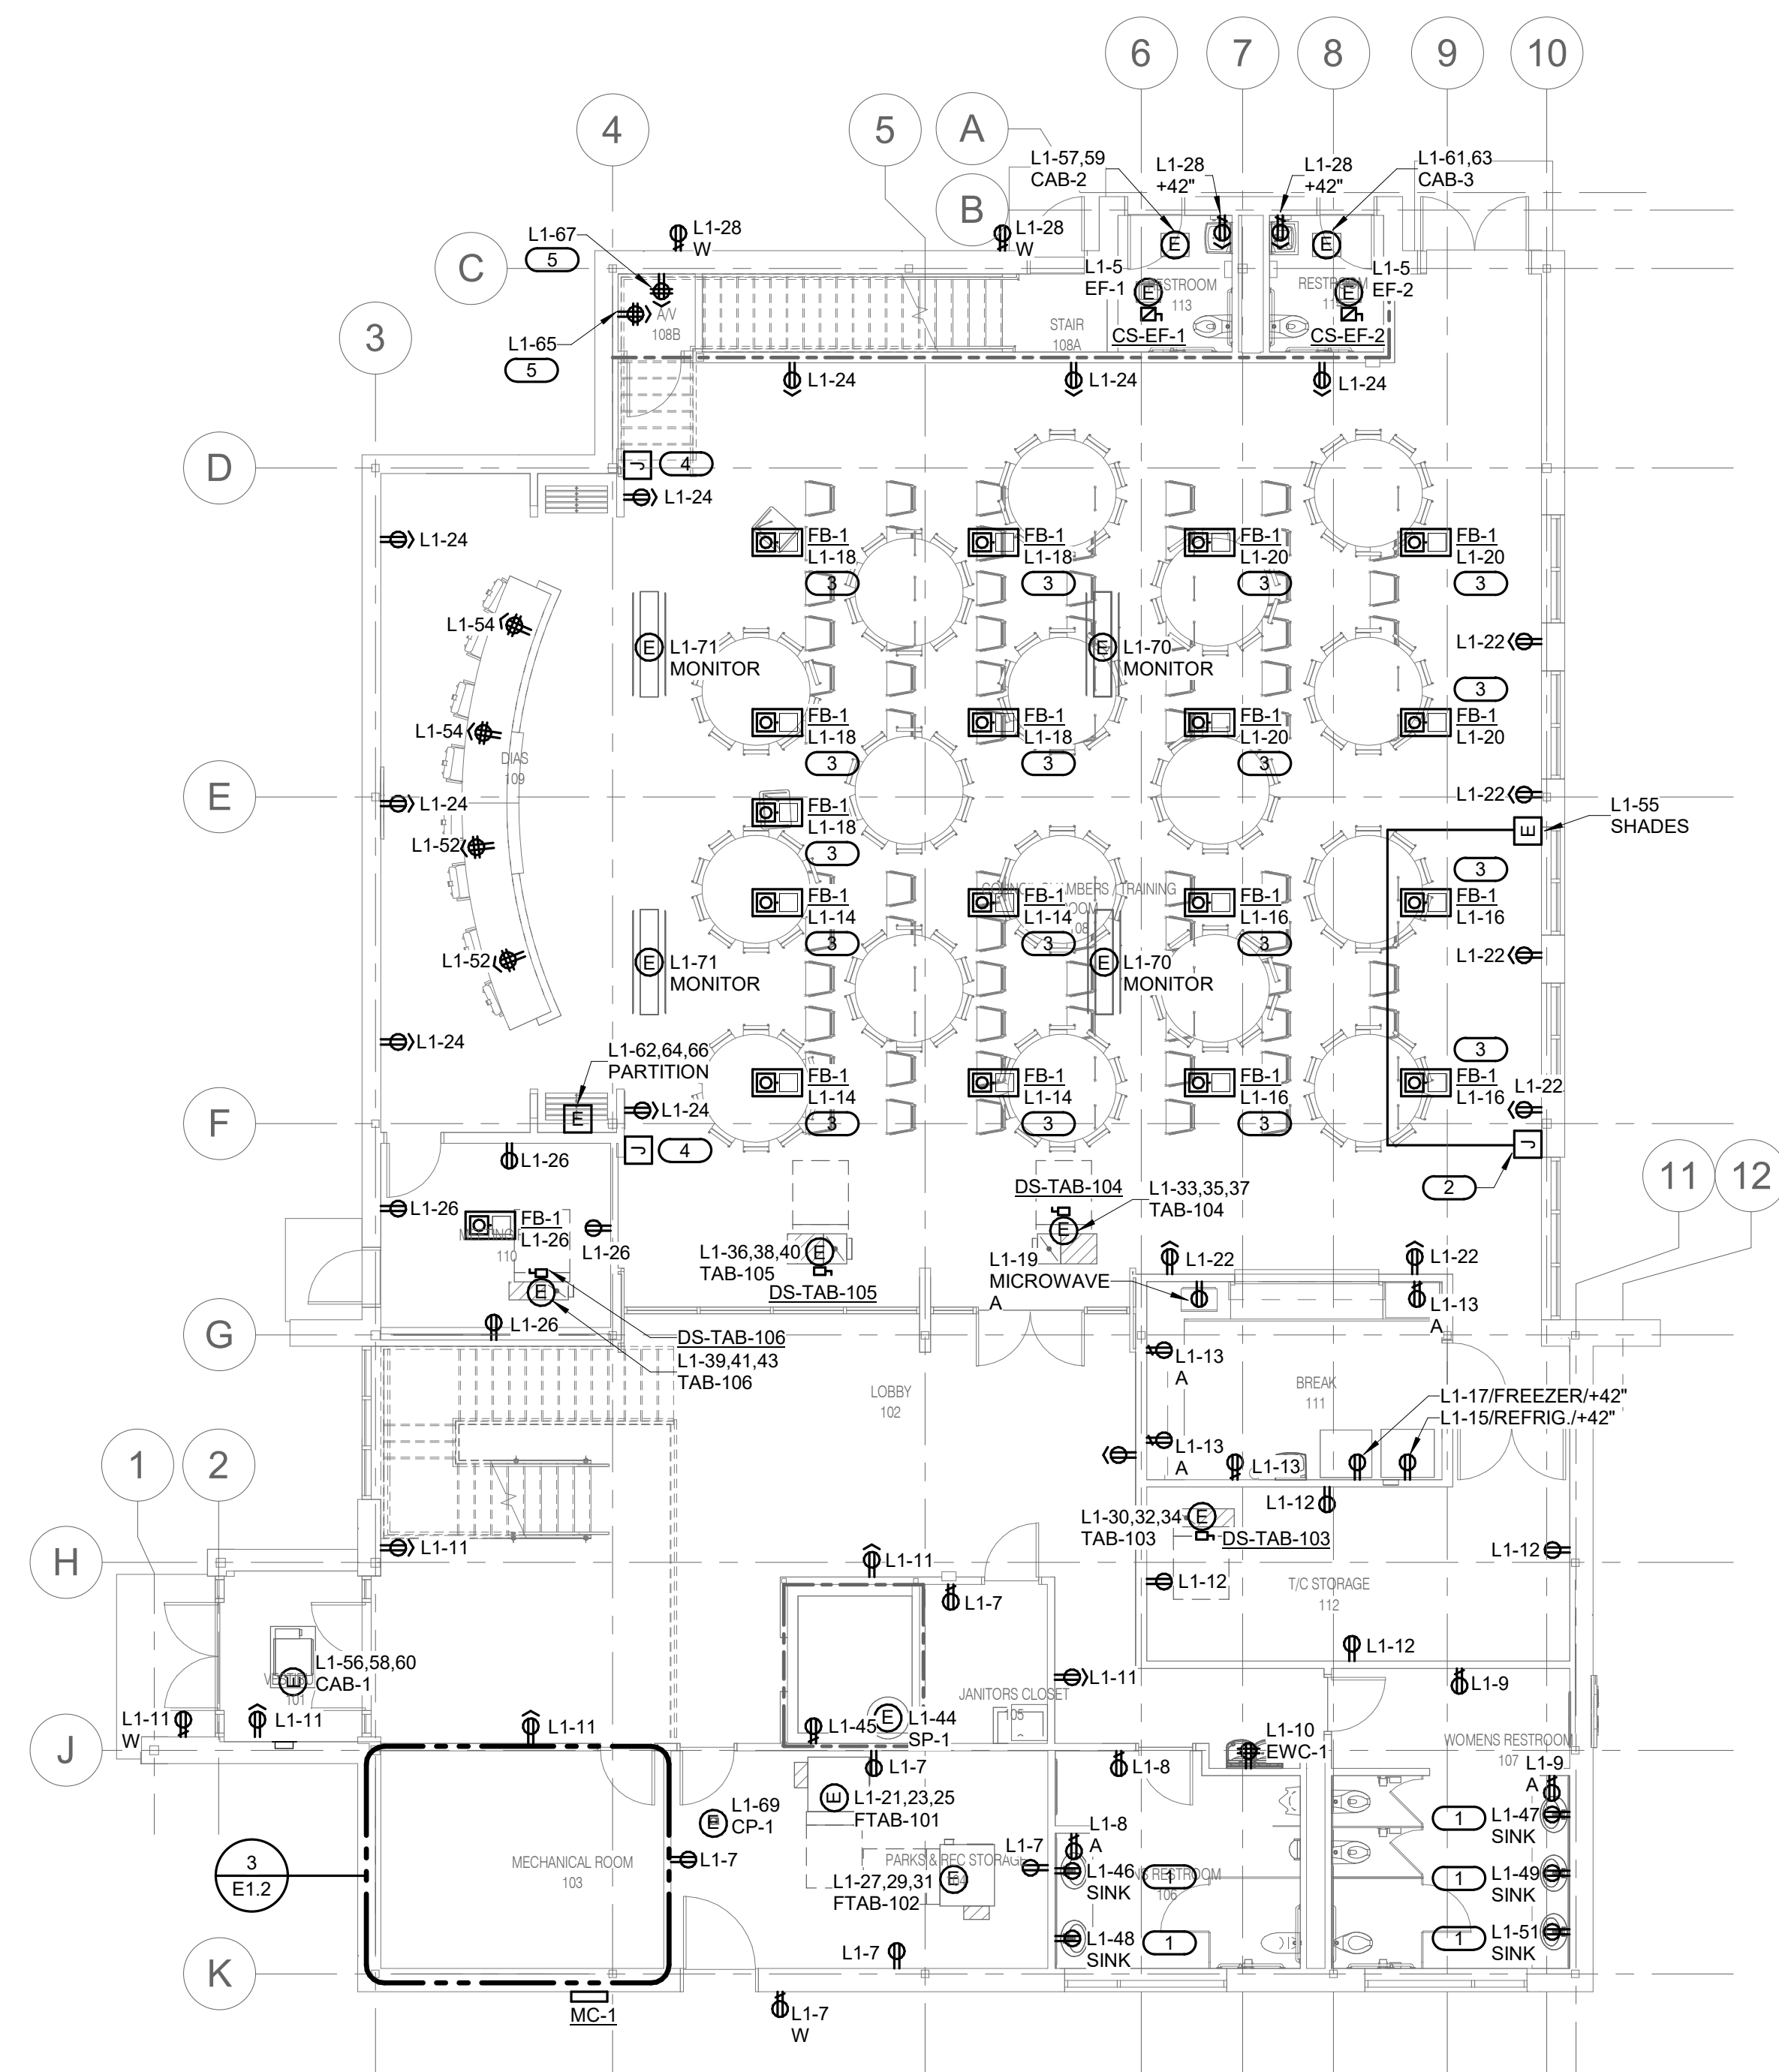 6
7
8
9
10
4
5
A
L1-57,59
CAB-2
L1-28
+42"
L1-28
+42"
L1-61,63
CAB-3
B
L1-67
5
L1-28
W
L1-28
W
C
L1-5
EF-1
RESTROOM
113
L1-5
EF-2
E
E
E
E
3
A/V
108B
STAIR
108A
CS-EF-1
CS-EF-2
L1-65
5
L1-24
L1-24
L1-24
D
J
4
L1-24
L1-24
FB-1
L1-18
3
FB-1
L1-18
3
FB-1
L1-20
3
FB-1
L1-20
3
L1-54
E
L1-71
MONITOR
E
L1-70
MONITOR
L1-22
3
L1-54
FB-1
L1-18
3
FB-1
L1-18
3
FB-1
L1-20
3
FB-1
L1-20
DIAS
109
E
L1-24
FB-1
L1-18
3
L1-22
L1-55
SHADES
E
L1-52
3
COUNCIL CHAMBERS / TRAINING
FB-1
L1-14
3
FB-1
L1-14
3
FB-1
L1-16
3
FB-1
L1-16
L1-52
E
L1-71
MONITOR
E
L1-70
MONITOR
L1-22
L1-24
L1-62,64,66
PARTITION
3
FB-1
L1-14
3
FB-1
L1-14
3
FB-1
L1-16
3
FB-1
L1-16
L1-22
F
E
L1-24
J
4
J
2
11
12
L1-26
L1-26
FB-1
L1-26
110
L1-26
DS-TAB-104
L1-33,35,37
TAB-104
E
L1-36,38,40
TAB-105
E
DS-TAB-105
L1-19
MICROWAVE
A
L1-22
L1-22
E
L1-26
L1-13
A
G
DS-TAB-106
L1-39,41,43
TAB-106
L1-13
A
LOBBY
102
BREAK
111
L1-17/FREEZER/+42"
L1-15/REFRIG./+42"
1
2
L1-13
A
L1-13
L1-12
L1-30,32,34
TAB-103
E
DS-TAB-103
H
L1-11
L1-11
L1-12
L1-12
T/C STORAGE
112
L1-7
L1-12
L1-56,58,60
CAB-1
E
101
L1-11
L1-9
JANITORS CLOSET
105
L1-11
W
L1-11
L1-11
L1-45
E
L1-44
SP-1
L1-10
EWC-1
WOMENS RESTROOM
107
J
L1-7
L1-8
L1-9
A
E
L1-21,23,25
FTAB-101
E
L1-69
CP-1
L1-8
A
1
L1-47
SINK
3
E1.2
MECHANICAL ROOM
103
L1-7
PARKS & REC STORAGE
L1-27,29,31
FTAB-102
E
L1-7
L1-46
SINK
1
106
1
L1-49
SINK
L1-7
L1-48
SINK
1
1
L1-51
SINK
K
MC-1
L1-7
W